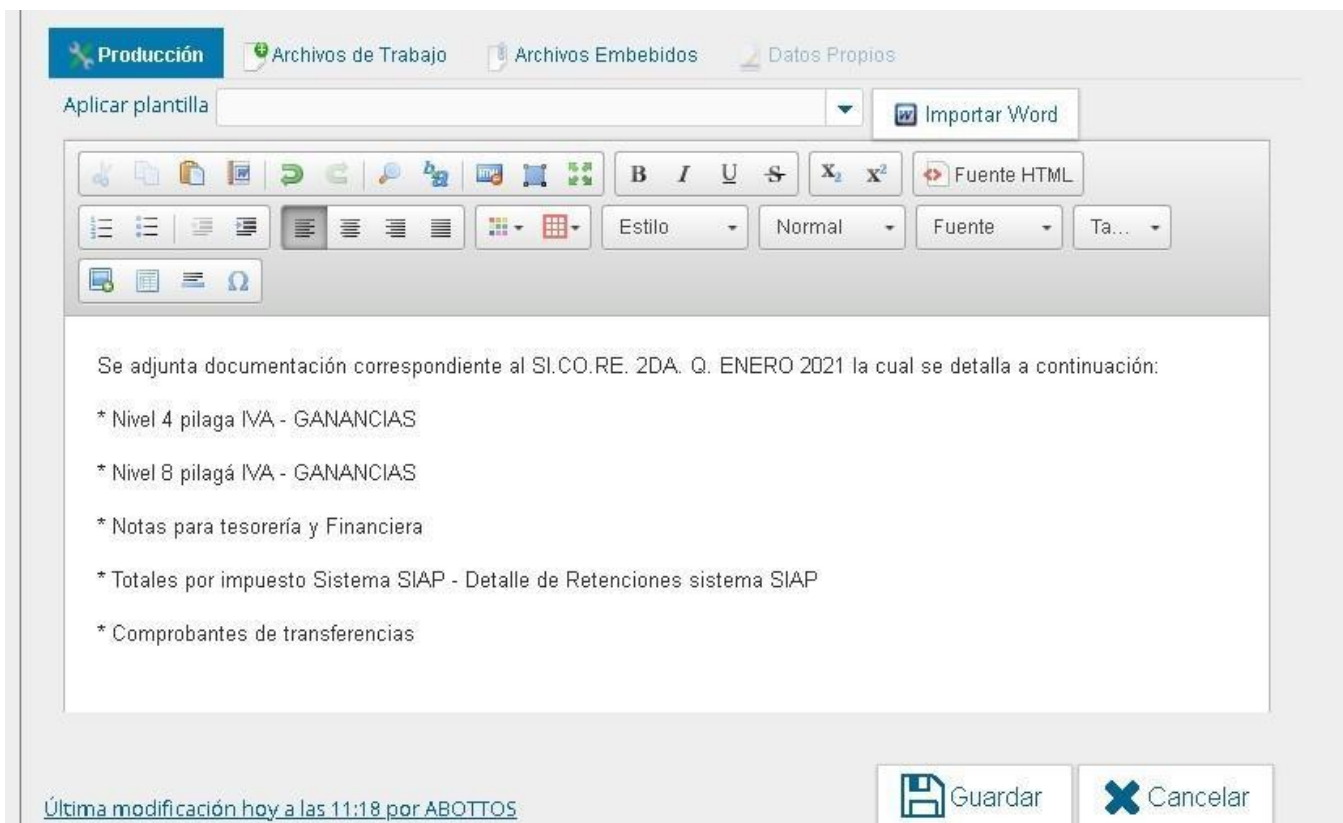 Producción Archivos de Trabajo Archivos Embebidos Datos Propios
Aplicar plantilla Importar Word
B I U S X₂ X² Fuente HTML
Estilo Normal Fuente Ta...
Ω
Se adjunta documentación correspondiente al SI.CO.RE. 2DA. Q. ENERO 2021 la cual se detalla a continuación:
* Nivel 4 pilaga IVA - GANANCIAS
* Nivel 8 pilagá IVA - GANANCIAS
* Notas para tesorería y Financiera
* Totales por impuesto Sistema SIAP - Detalle de Retenciones sistema SIAP
* Comprobantes de transferencias
Guardar Cancelar
Última modificación hoy a las 11:18 por ABOTTOS